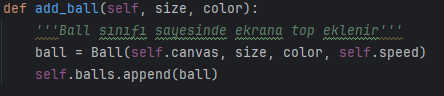 def add_ball(self, size, color):
'''Ball sınıfı sayesinde ekrana top eklenir'''
ball = Ball(self.canvas, size, color, self.speed)
self.balls.append(ball)